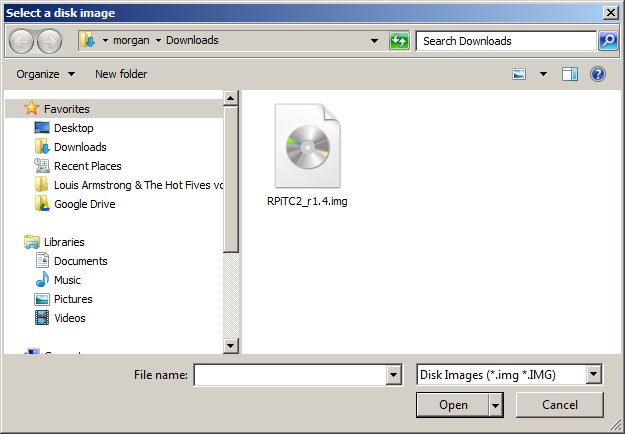 Select a disk image
morgan Downloads
Search Downloads
Organize New folder
Favorites
Desktop
Downloads
Recent Places
Louis Armstrong & The Hot Fives vo
Google Drive
Libraries
Documents
Music
Pictures
Videos
RPiTC2_r1.4.img
File name:
Disk Images (*.img *.IMG)
Open Cancel